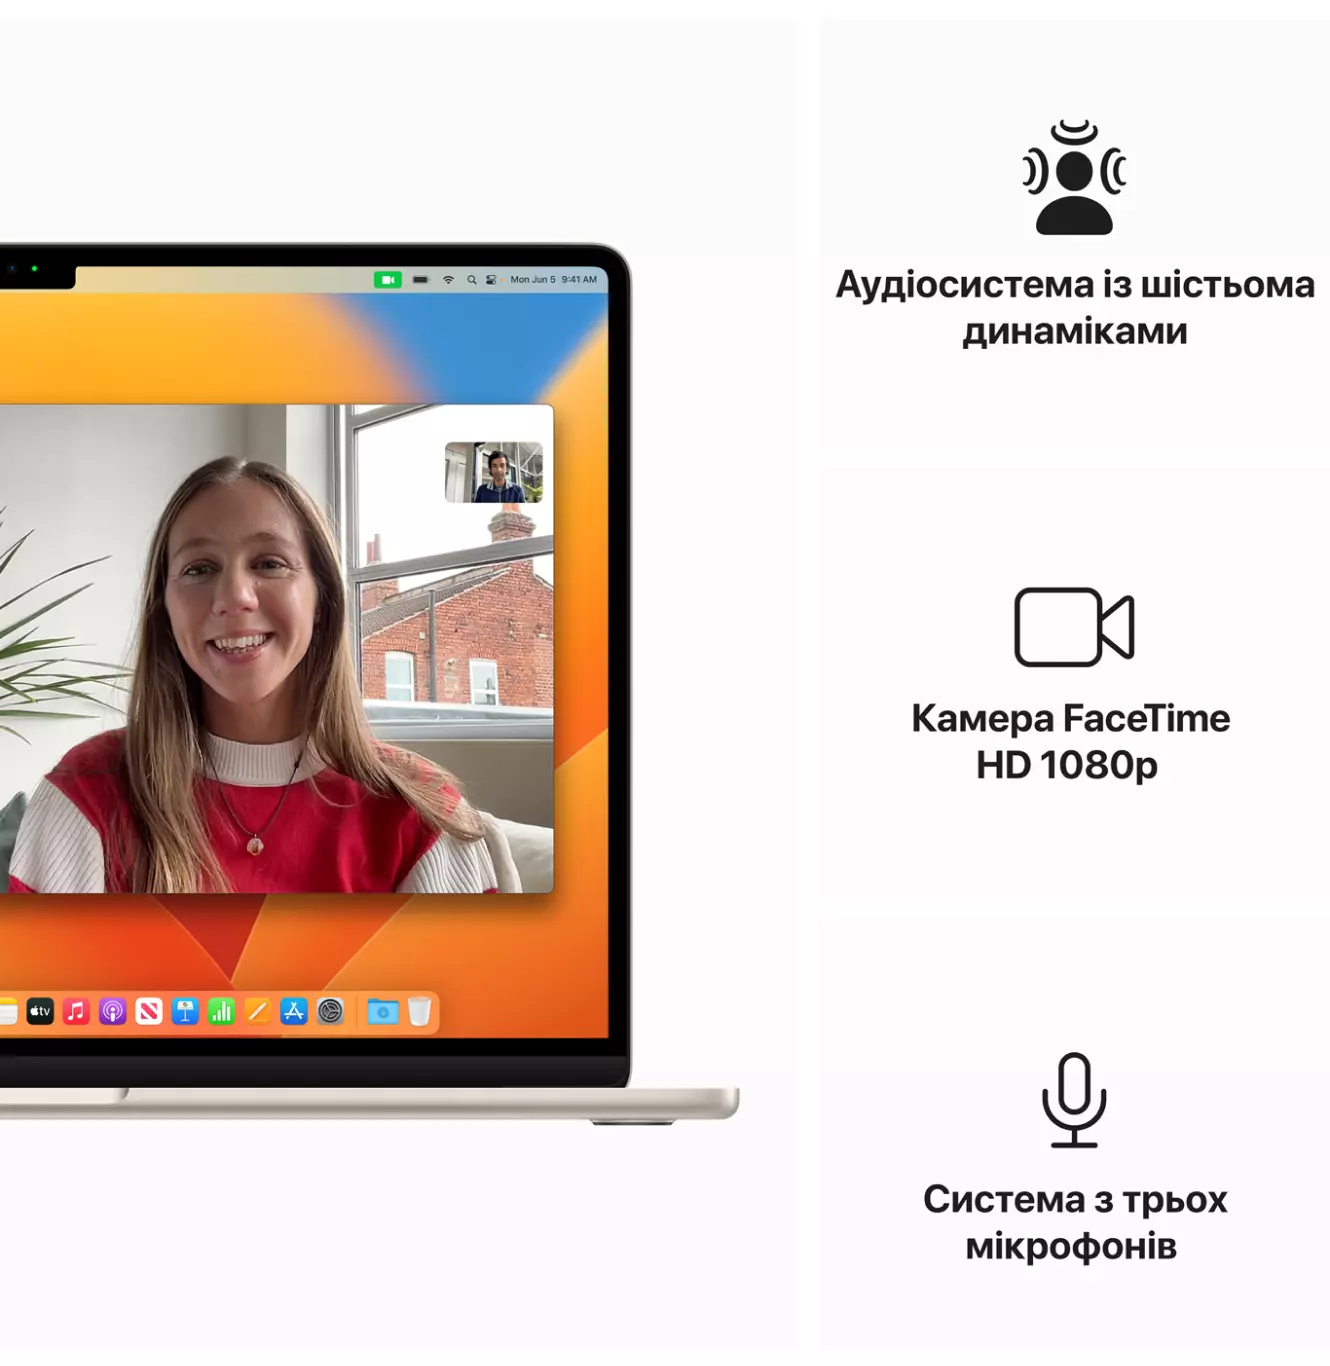 Mon Jun 5 9:41 AM
tv
Аудіосистема із шістьома
динаміками
Камера FaceTime
HD 1080p
Система з трьох
мікрофонів